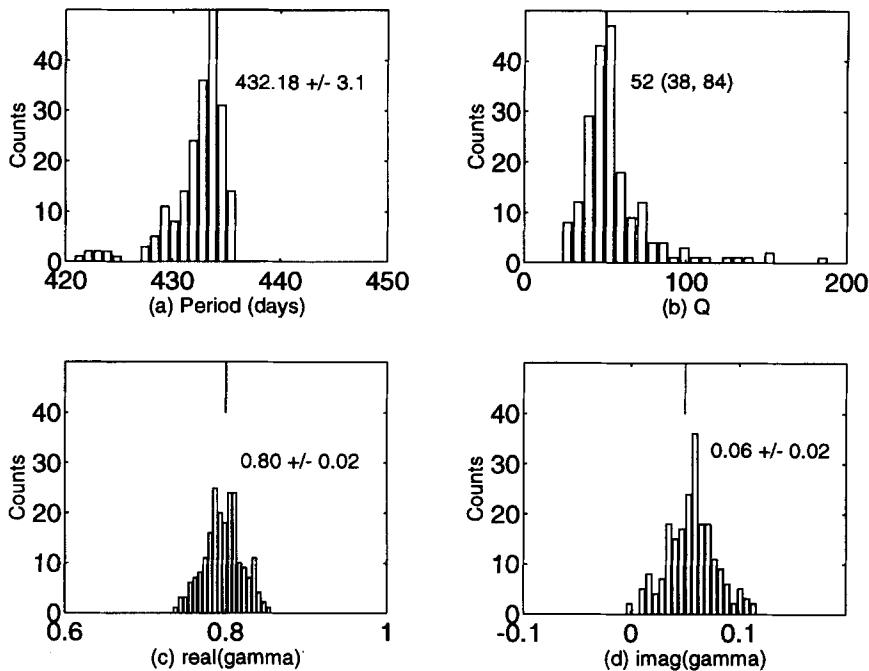 40
30
20
10
0
Counts
432.18 +/- 3.1
420
430
440
450
(a) Period (days)
40
30
20
10
0
Counts
52 (38, 84)
0
100
200
(b) Q
40
30
20
10
0
Counts
0.80 +/- 0.02
0.6
0.8
1
(c) real(gamma)
40
30
20
10
0
Counts
0.06 +/- 0.02
-0.1
0
0.1
(d) imag(gamma)